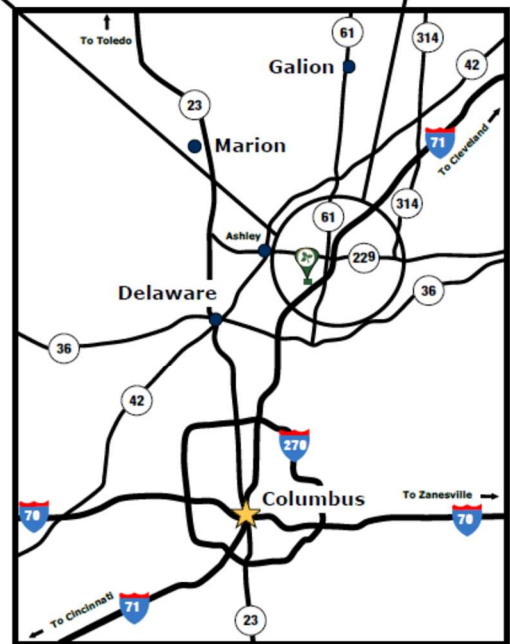 61
314
To Toledo
42
Galion
23
71
Marion
To Cleveland
314
61
Ashley
229
36
Delaware
36
42
270
Columbus
To Zanesville
70
70
To Cincinnati
71
23